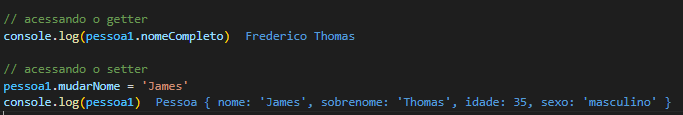 // acessando o getter
console.log(pessoa1.nomeCompleto)  Frederico Thomas
// acessando o setter
pessoa1.mudarNome = 'James'
console.log(pessoa1)  Pessoa { nome: 'James', sobrenome: 'Thomas', idade: 35, sexo: 'masculino' }